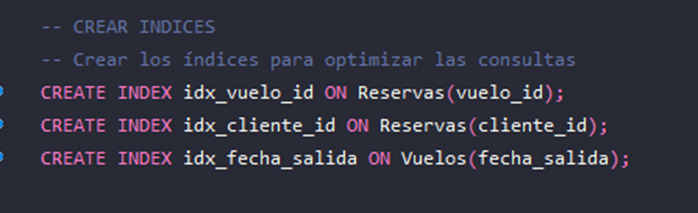 -- CREAR INDICES
-- Crear los índices para optimizar las consultas
CREATE INDEX idx_vuelo_id ON Reservas(vuelo_id);
CREATE INDEX idx_cliente_id ON Reservas(cliente_id);
CREATE INDEX idx_fecha_salida ON Vuelos(fecha_salida);